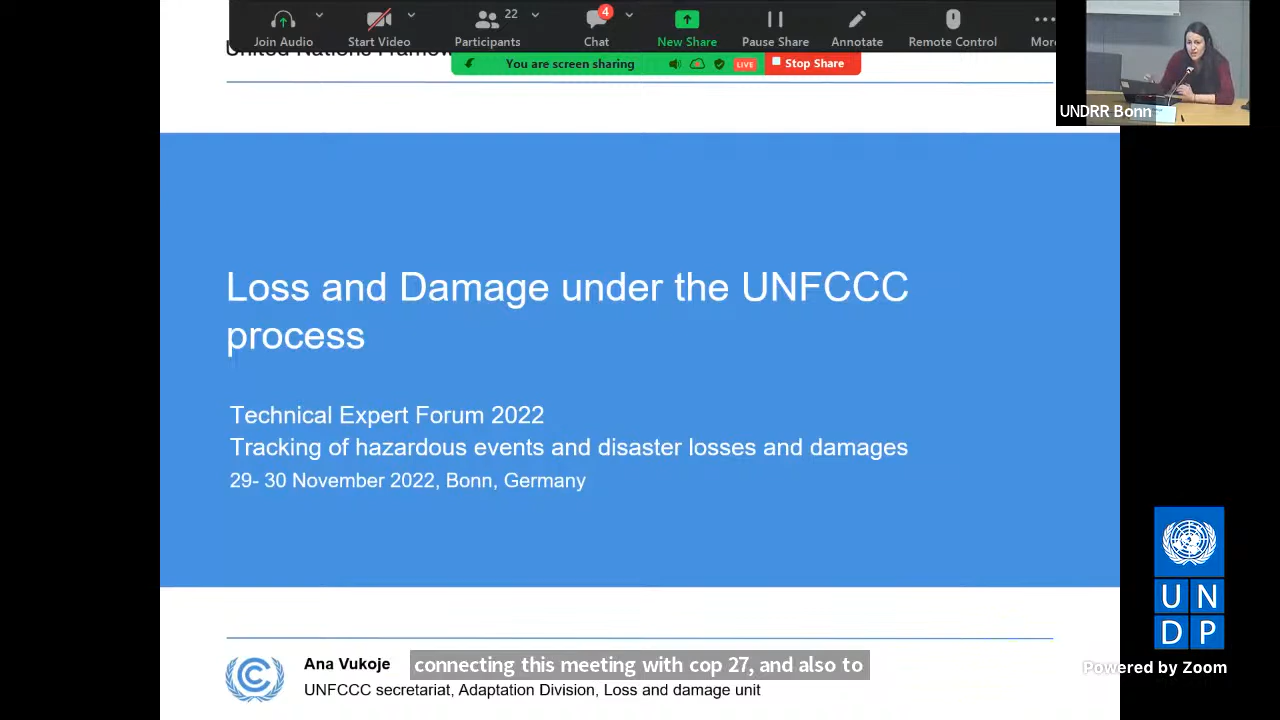 22
4
Join Audio
Start Video
Participants
Chat
New Share
Pause Share
Annotate
Remote Control
More
You are screen sharing
LIVE
Stop Share
UNDRR Bonn
Loss and Damage under the UNFCCC
process
Technical Expert Forum 2022
Tracking of hazardous events and disaster losses and damages
29- 30 November 2022, Bonn, Germany
Ana Vukoje
connecting this meeting with cop 27, and also to
UNFCCC secretariat, Adaptation Division, Loss and damage unit
U N
D P
Powered by Zoom